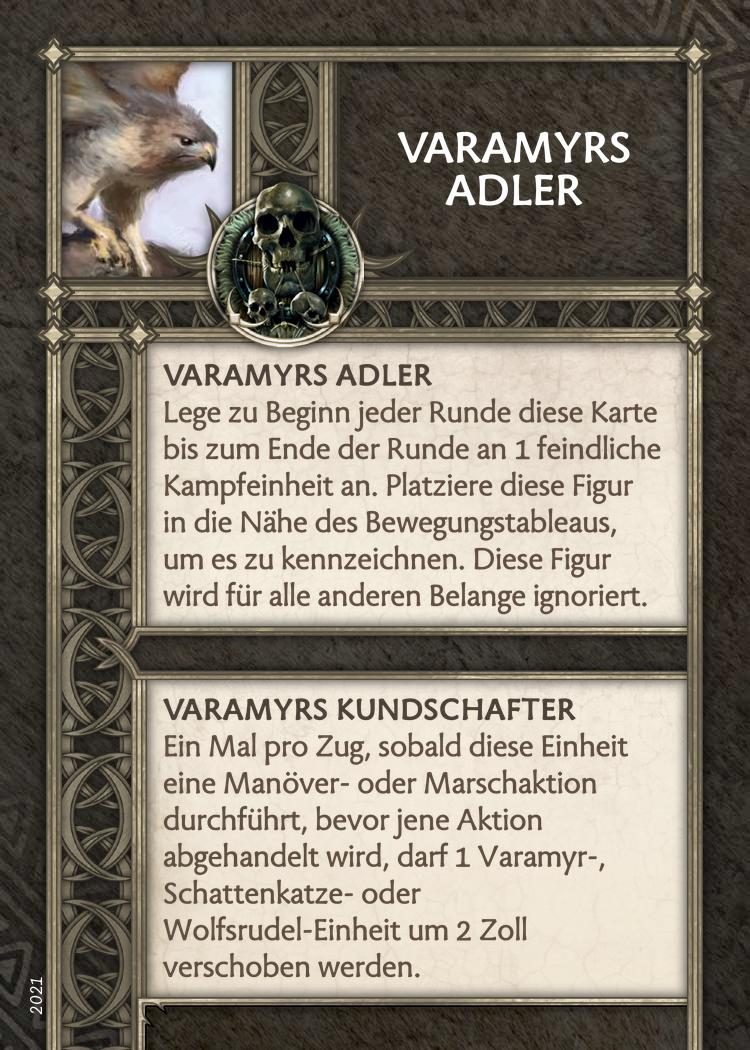 VARAMYRS
ADLER
VARAMYRS ADLER
Lege zu Beginn jeder Runde diese Karte
bis zum Ende der Runde an 1 feindliche
Kampfeinheit an. Platziere diese Figur
in die Nähe des Bewegungstableaus,
um es zu kennzeichnen. Diese Figur
wird für alle anderen Belange ignoriert.
VARAMYRS KUNDSCHAFTER
Ein Mal pro Zug, sobald diese Einheit
eine Manöver- oder Marschaktion
durchführt, bevor jene Aktion
abgehandelt wird, darf 1 Varamyr-,
Schattenkatze- oder
Wolfsrudel-Einheit um 2 Zoll
verschoben werden.
2021